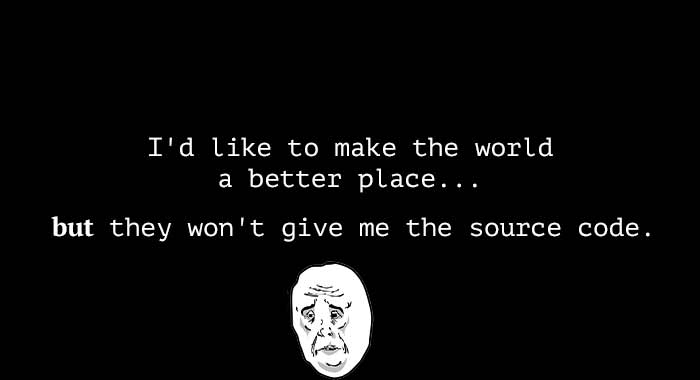 I'd like to make the world
a better place...
but they won't give me the source code.